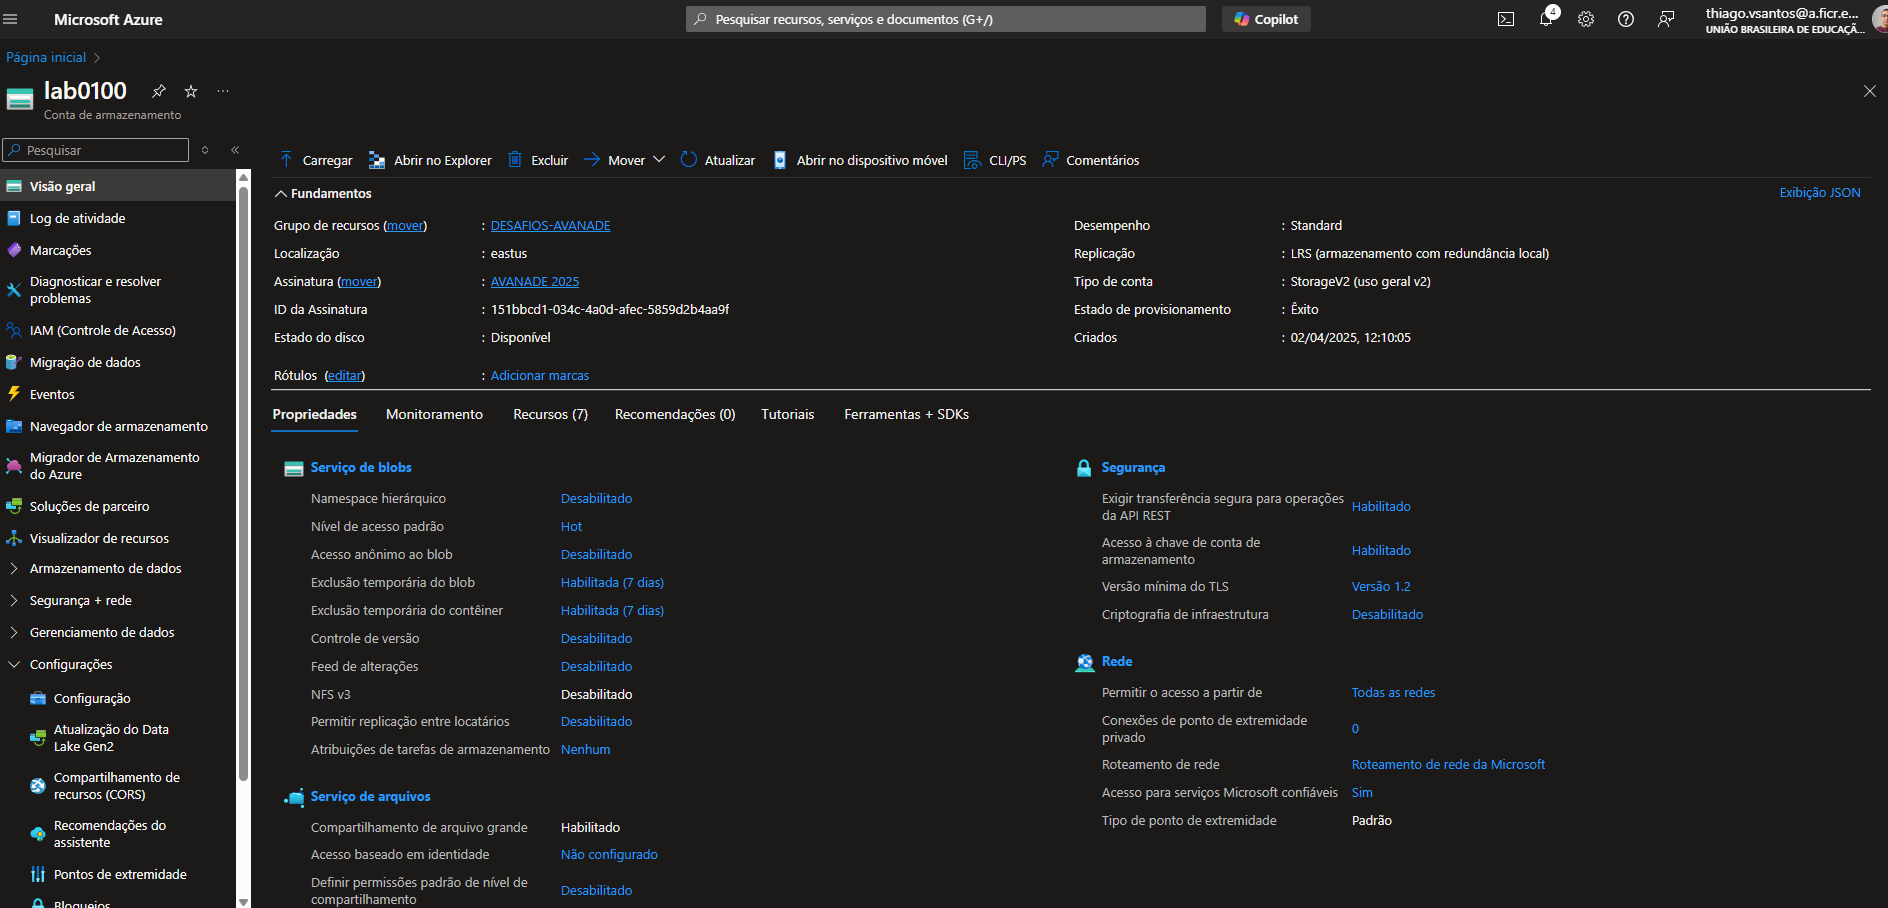 Microsoft Azure
Pesquisar recursos, serviços e documentos (G+/)
Copilot
4
thiago.vsantos@a.ficr.e...
UNIÃO BRASILEIRA DE EDUCAÇÃ...
Página inicial >
lab0100
Conta de armazenamento
Pesquisar
Visão geral
Log de atividade
Marcações
Diagnosticar e resolver
problemas
IAM (Controle de Acesso)
Migração de dados
Eventos
Navegador de armazenamento
Migrador de Armazenamento
do Azure
Soluções de parceiro
Visualizador de recursos
Armazenamento de dados
Segurança + rede
Gerenciamento de dados
Configurações
Configuração
Atualização do Data
Lake Gen2
Compartilhamento de
recursos (CORS)
Recomendações do
assistente
Pontos de extremidade
Bloqueios
Carregar Abrir no Explorer Excluir Mover Atualizar Abrir no dispositivo móvel CLI/PS Comentários
Fundamentos
Exibição JSON
Grupo de recursos (mover) : DESAFIOS-AVANADE
Localização : eastus
Assinatura (mover) : AVANADE 2025
ID da Assinatura : 151bbcd1-034c-4a0d-afec-5859d2b4aa9f
Estado do disco : Disponível
Desempenho : Standard
Replicação : LRS (armazenamento com redundância local)
Tipo de conta : StorageV2 (uso geral v2)
Estado de provisionamento : Êxito
Criados : 02/04/2025, 12:10:05
Rótulos (editar) : Adicionar marcas
Propriedades Monitoramento Recursos (7) Recomendações (0) Tutoriais Ferramentas + SDKs
Serviço de blobs
Namespace hierárquico Desabilitado
Nível de acesso padrão Hot
Acesso anônimo ao blob Desabilitado
Exclusão temporária do blob Habilitada (7 dias)
Exclusão temporária do contêiner Habilitada (7 dias)
Controle de versão Desabilitado
Feed de alterações Desabilitado
NFS v3 Desabilitado
Permitir replicação entre locatários Desabilitado
Atribuições de tarefas de armazenamento Nenhum
Serviço de arquivos
Compartilhamento de arquivo grande Habilitado
Acesso baseado em identidade Não configurado
Definir permissões padrão de nível de
compartilhamento Desabilitado
Segurança
Exigir transferência segura para operações
da API REST Habilitado
Acesso à chave de conta de
armazenamento Habilitado
Versão mínima do TLS Versão 1.2
Criptografia de infraestrutura Desabilitado
Rede
Permitir o acesso a partir de Todas as redes
Conexões de ponto de extremidade
privado 0
Roteamento de rede Roteamento de rede da Microsoft
Acesso para serviços Microsoft confiáveis Sim
Tipo de ponto de extremidade Padrão